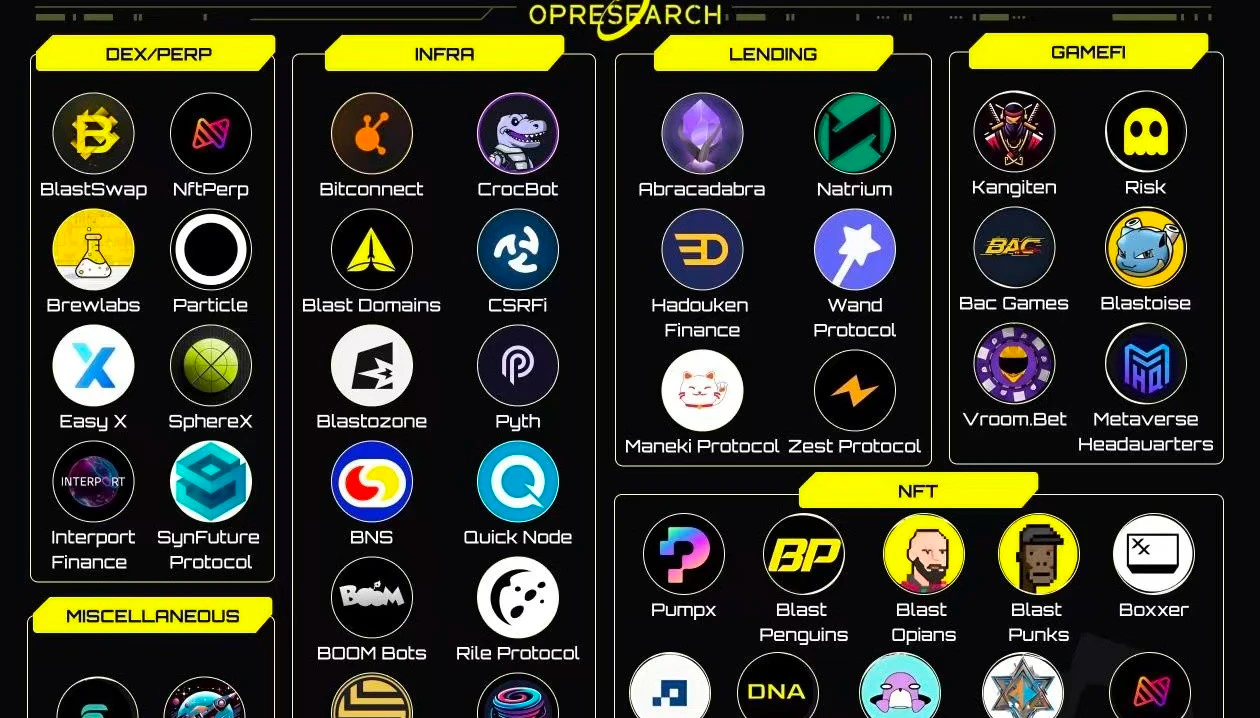 OPRESEARCH
DEX/PERP
BlastSwap
NftPerp
Brewlabs
Particle
Easy X
SphereX
INTERPORT
Interport
Finance
SynFuture
Protocol
MISCELLANEOUS
INFRA
Bitconnect
CrocBot
Blast Domains
CSRFi
Blastozone
Pyth
BNS
Quick Node
BOOM
BOOM Bots
Rile Protocol
LENDING
Abracadabra
Natrium
Hadouken
Finance
Wand
Protocol
Maneki Protocol
Zest Protocol
GAMEFI
Kangiten
Risk
BAC
Bac Games
Blastoise
Vroom.Bet
MHQ
Metaverse
Headauarters
NFT
Pumpx
BP
Blast
Penguins
Blast
Opians
Blast
Punks
Boxxer
DNA